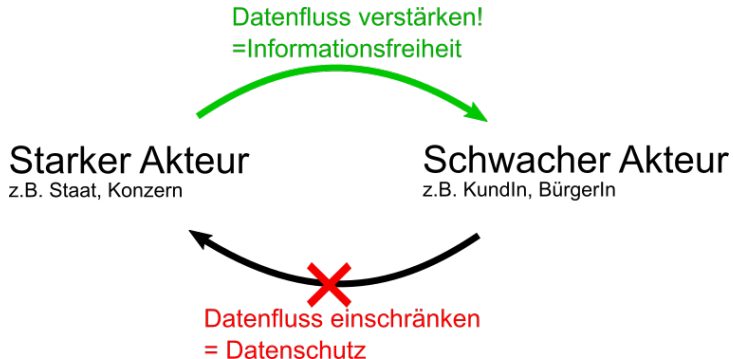 Datenfluss verstärken!
=Informationsfreiheit
Starker Akteur
z.B. Staat, Konzern
Schwacher Akteur
z.B. KundIn, BürgerIn
Datenfluss einschränken
= Datenschutz